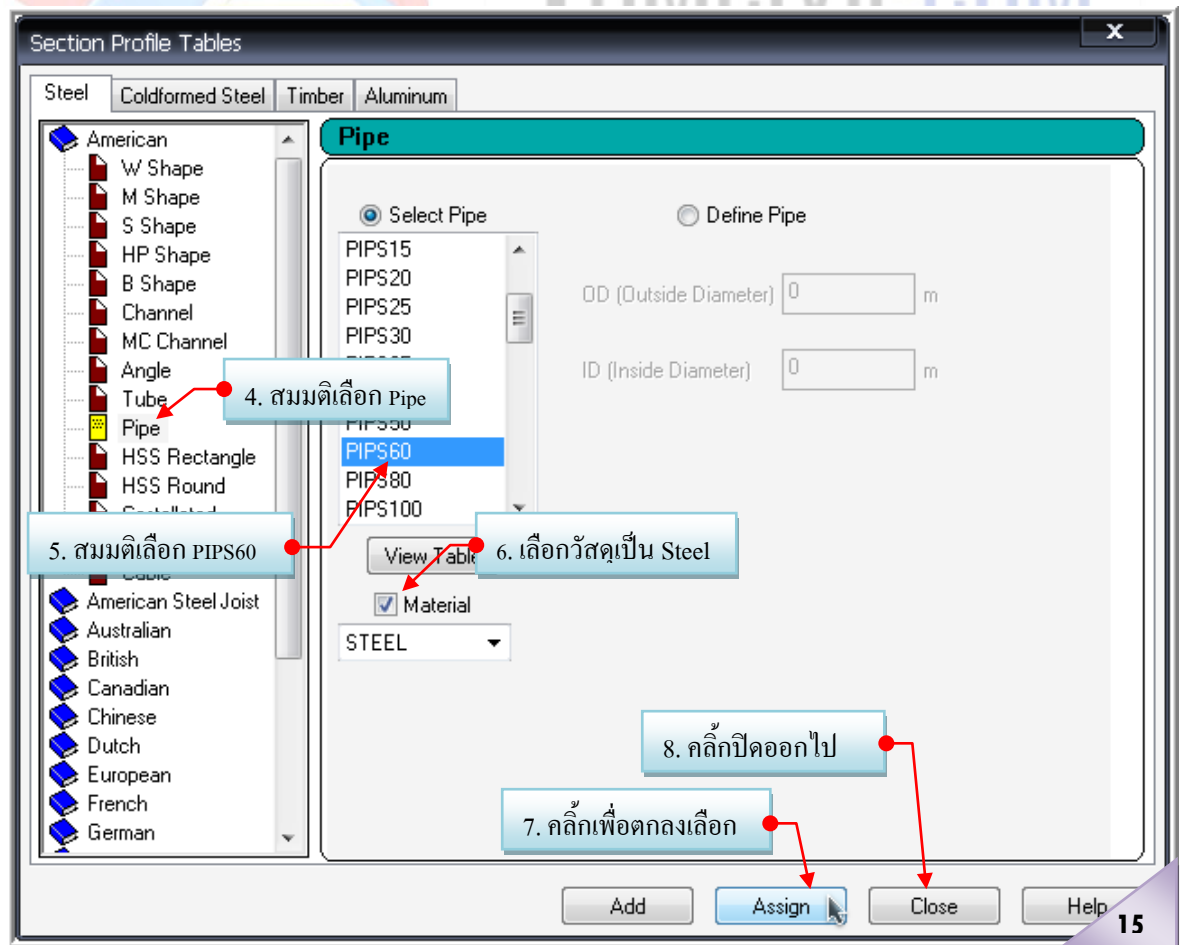 Section Profile Tables
x
Steel
Coldformed Steel
Timber
Aluminum
American
W Shape
M Shape
S Shape
HP Shape
B Shape
Channel
MC Channel
Angle
Tube
Pipe
HSS Rectangle
HSS Round
American Steel Joist
Australian
British
Canadian
Chinese
Dutch
European
French
German
Pipe
Select Pipe
Define Pipe
PIPS15
PIPS20
PIPS25
PIPS30
PIPS50
PIPS60
PIPS80
PIPS100
OD (Outside Diameter)
0
m
ID (Inside Diameter)
0
m
View Table
Material
STEEL
4. สมมติเลือก Pipe
5. สมมติเลือก PIPS60
6. เลือกวัสดุเป็น Steel
8. คลิ้กปิดออกไป
7. คลิ้กเพื่อตกลงเลือก
Add
Assign
Close
Help
15